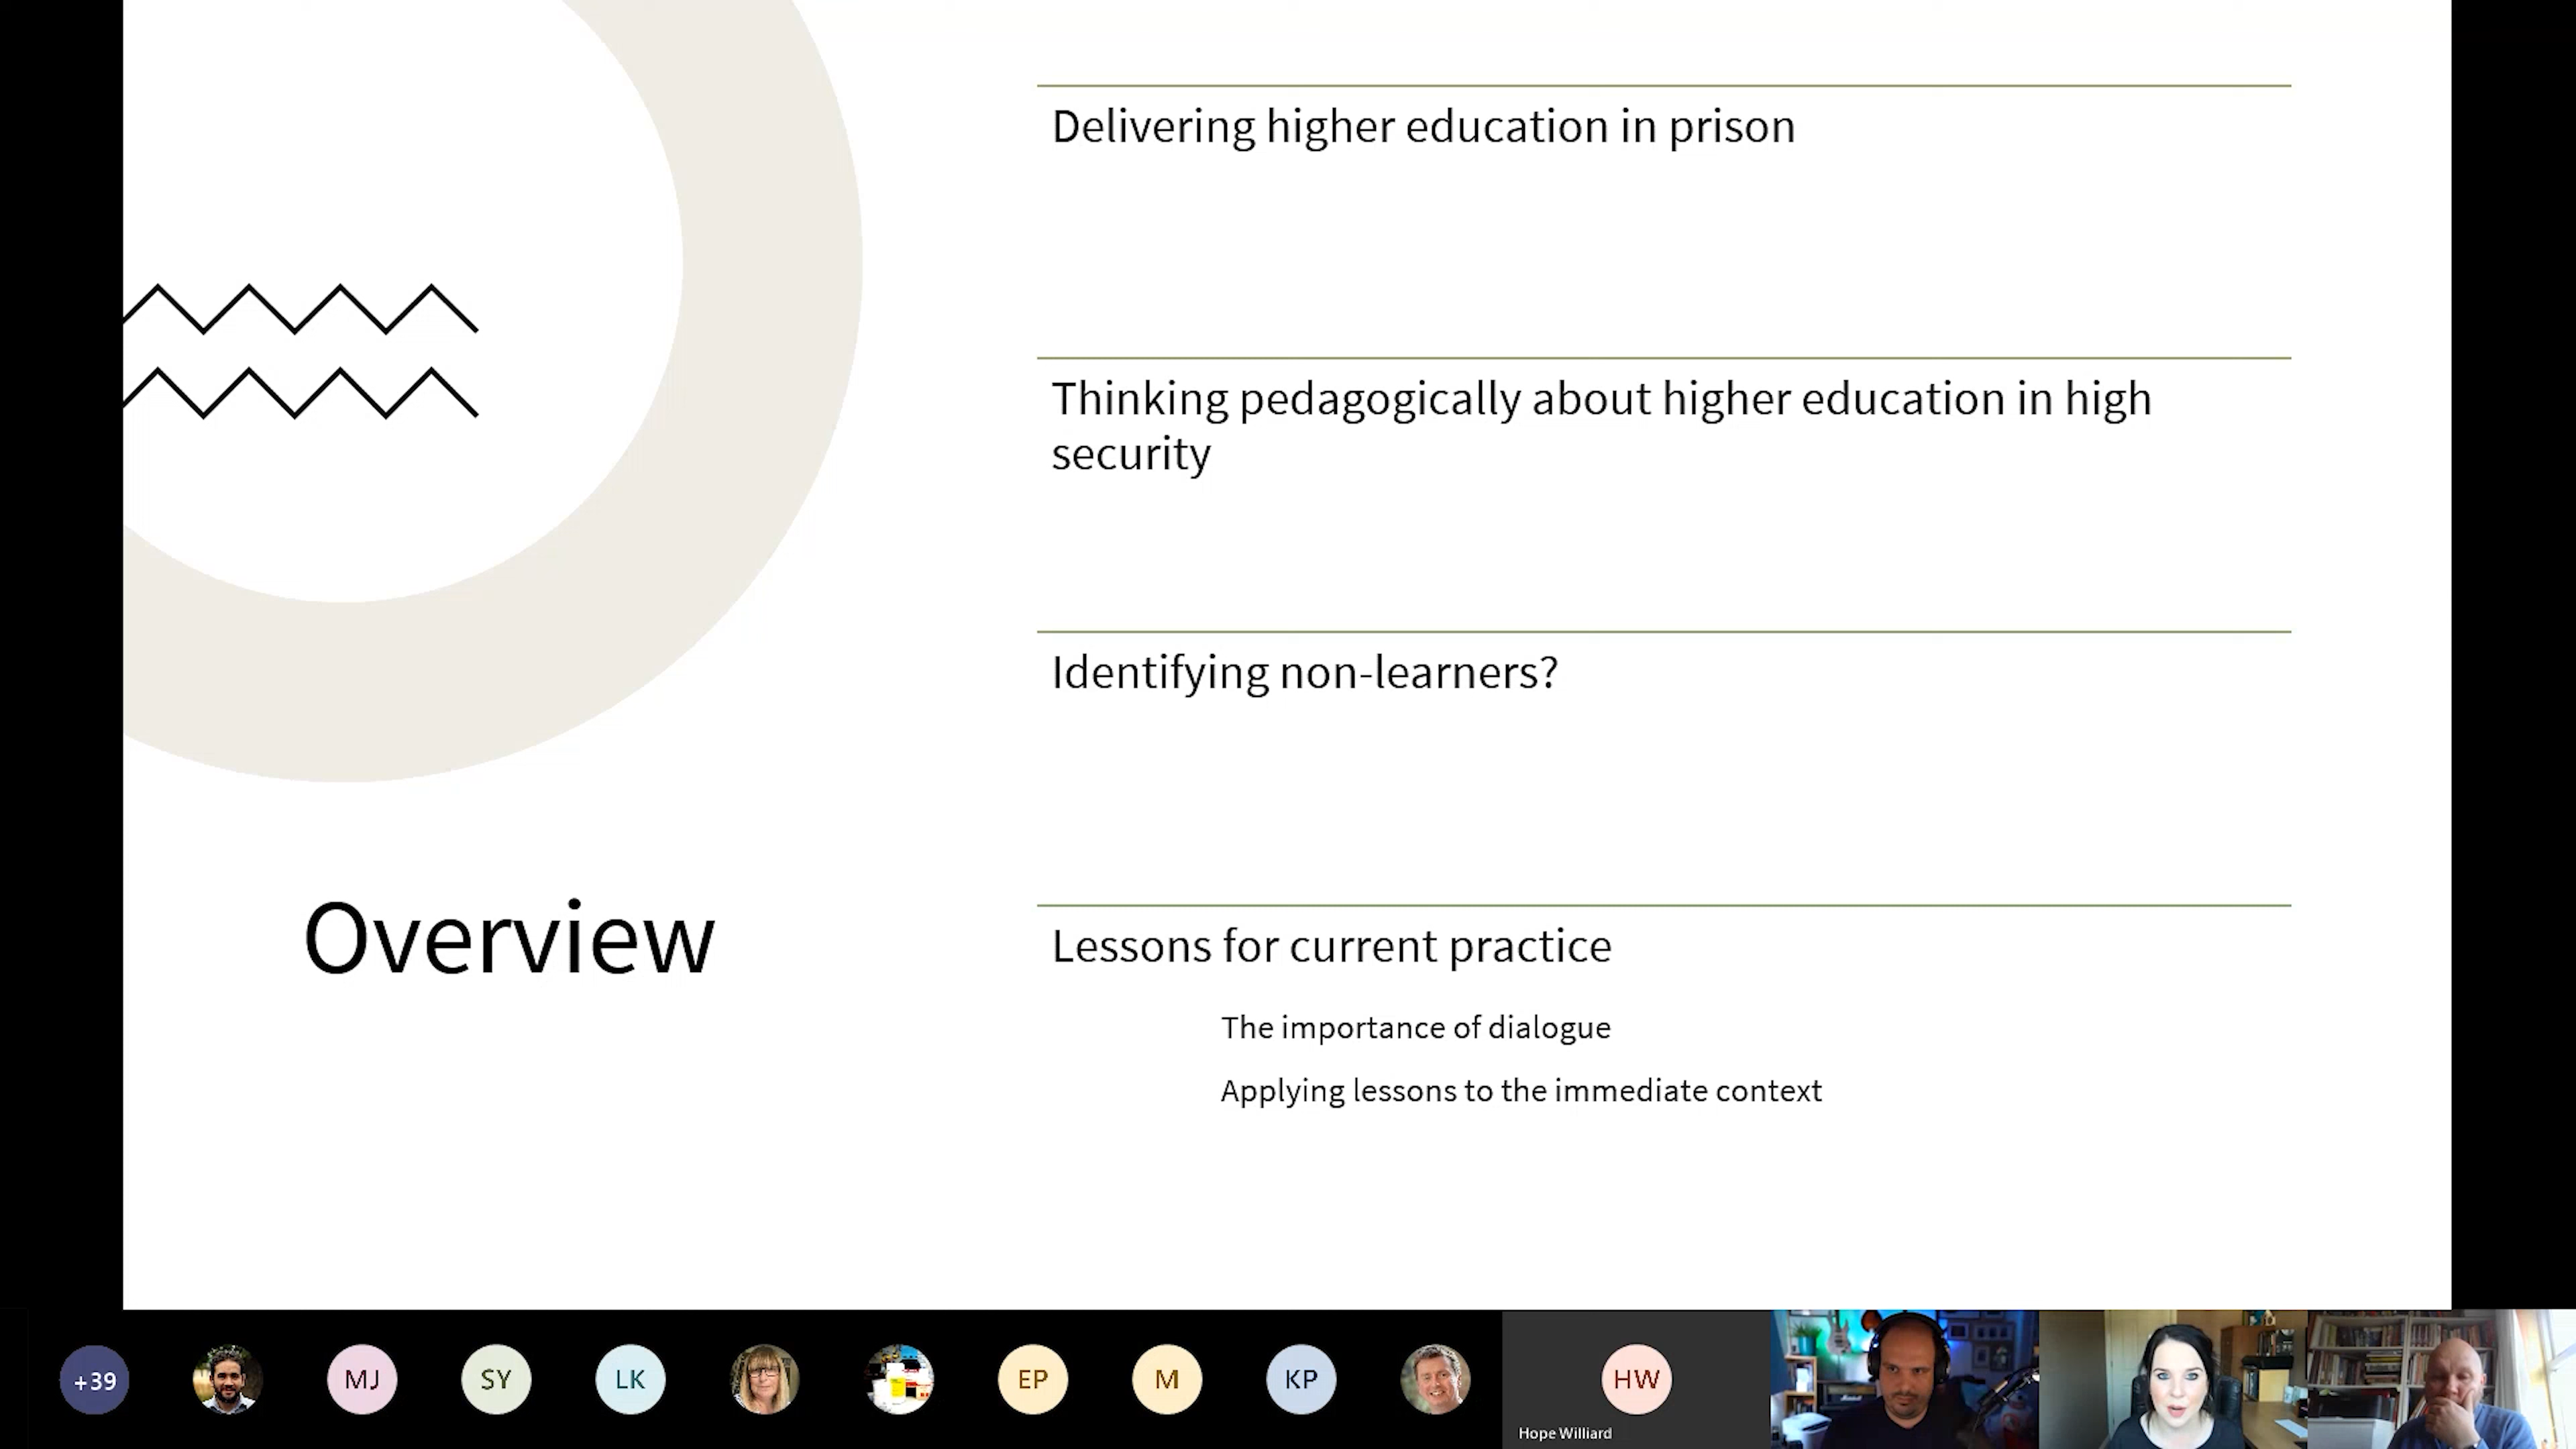 Delivering higher education in prison
Thinking pedagogically about higher education in high
security
Identifying non-learners?
Overview
Lessons for current practice
The importance of dialogue
Applying lessons to the immediate context
+39
MJ
SY
LK
EP
M
KP
HW
Hope Williard